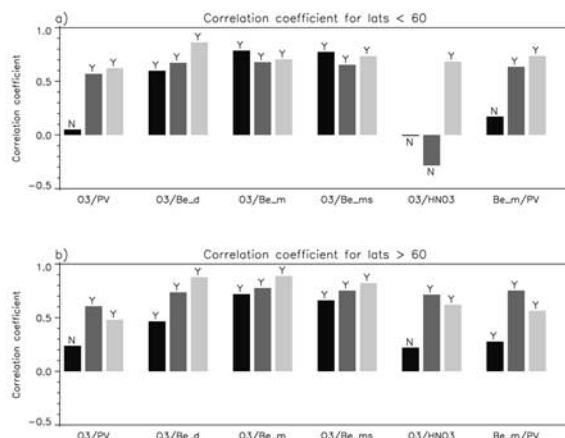 a) Correlation coefficient for lats < 60
Correlation coefficient
1.0
0.5
0.0
−0.5
N Y Y
Y Y Y
Y Y Y
Y Y Y
N N Y
N Y Y
O3/PV O3/Be_d O3/Be_m O3/Be_ms O3/HNO3 Be_m/PV
b) Correlation coefficient for lats > 60
Correlation coefficient
1.0
0.5
0.0
−0.5
N Y Y
Y Y Y
Y Y Y
Y Y Y
N Y Y
Y Y Y
O3/PV O3/Be_d O3/Be_m O3/Be_ms O3/HNO3 Be_m/PV